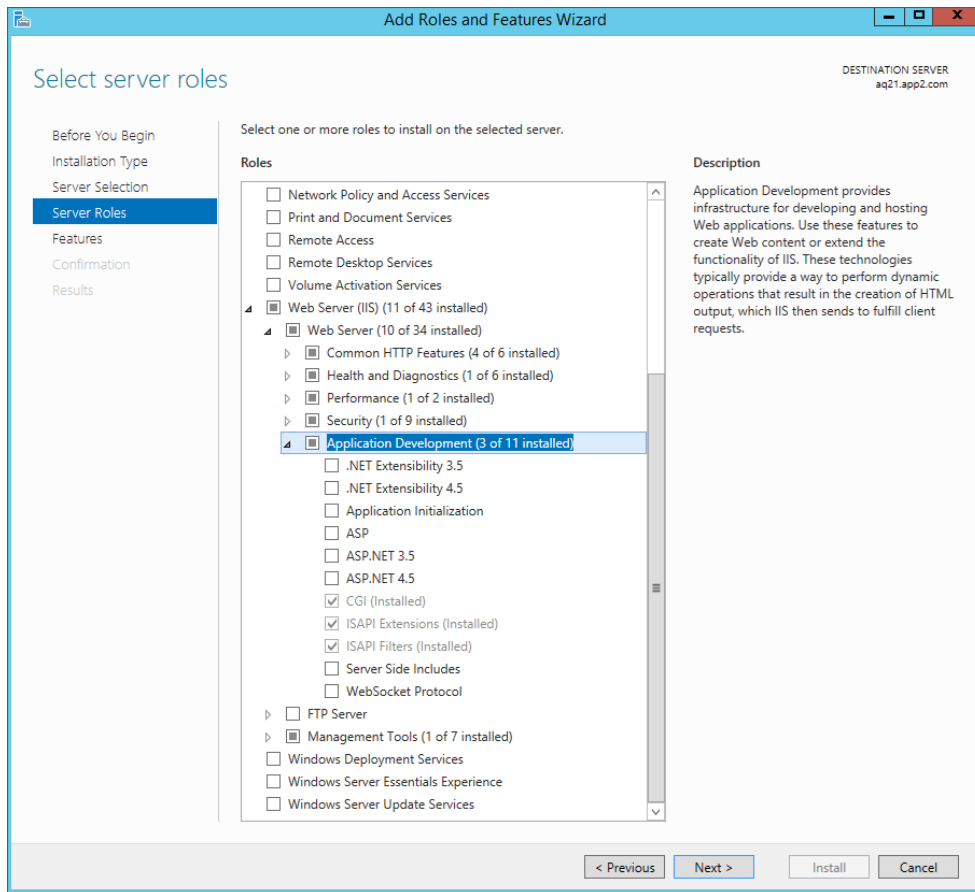 Add Roles and Features Wizard
Select server roles
DESTINATION SERVER
aq21.app2.com
Before You Begin
Installation Type
Server Selection
Server Roles
Features
Confirmation
Results
Select one or more roles to install on the selected server.
Roles
Network Policy and Access Services
Print and Document Services
Remote Access
Remote Desktop Services
Volume Activation Services
Web Server (IIS) (11 of 43 installed)
Web Server (10 of 34 installed)
Common HTTP Features (4 of 6 installed)
Health and Diagnostics (1 of 6 installed)
Performance (1 of 2 installed)
Security (1 of 9 installed)
Application Development (3 of 11 installed)
.NET Extensibility 3.5
.NET Extensibility 4.5
Application Initialization
ASP
ASP.NET 3.5
ASP.NET 4.5
CGI (Installed)
ISAPI Extensions (Installed)
ISAPI Filters (Installed)
Server Side Includes
WebSocket Protocol
FTP Server
Management Tools (1 of 7 installed)
Windows Deployment Services
Windows Server Essentials Experience
Windows Server Update Services
Description
Application Development provides
infrastructure for developing and hosting
Web applications. Use these features to
create Web content or extend the
functionality of IIS. These technologies
typically provide a way to perform dynamic
operations that result in the creation of HTML
output, which IIS then sends to fulfill client
requests.
< Previous
Next >
Install
Cancel